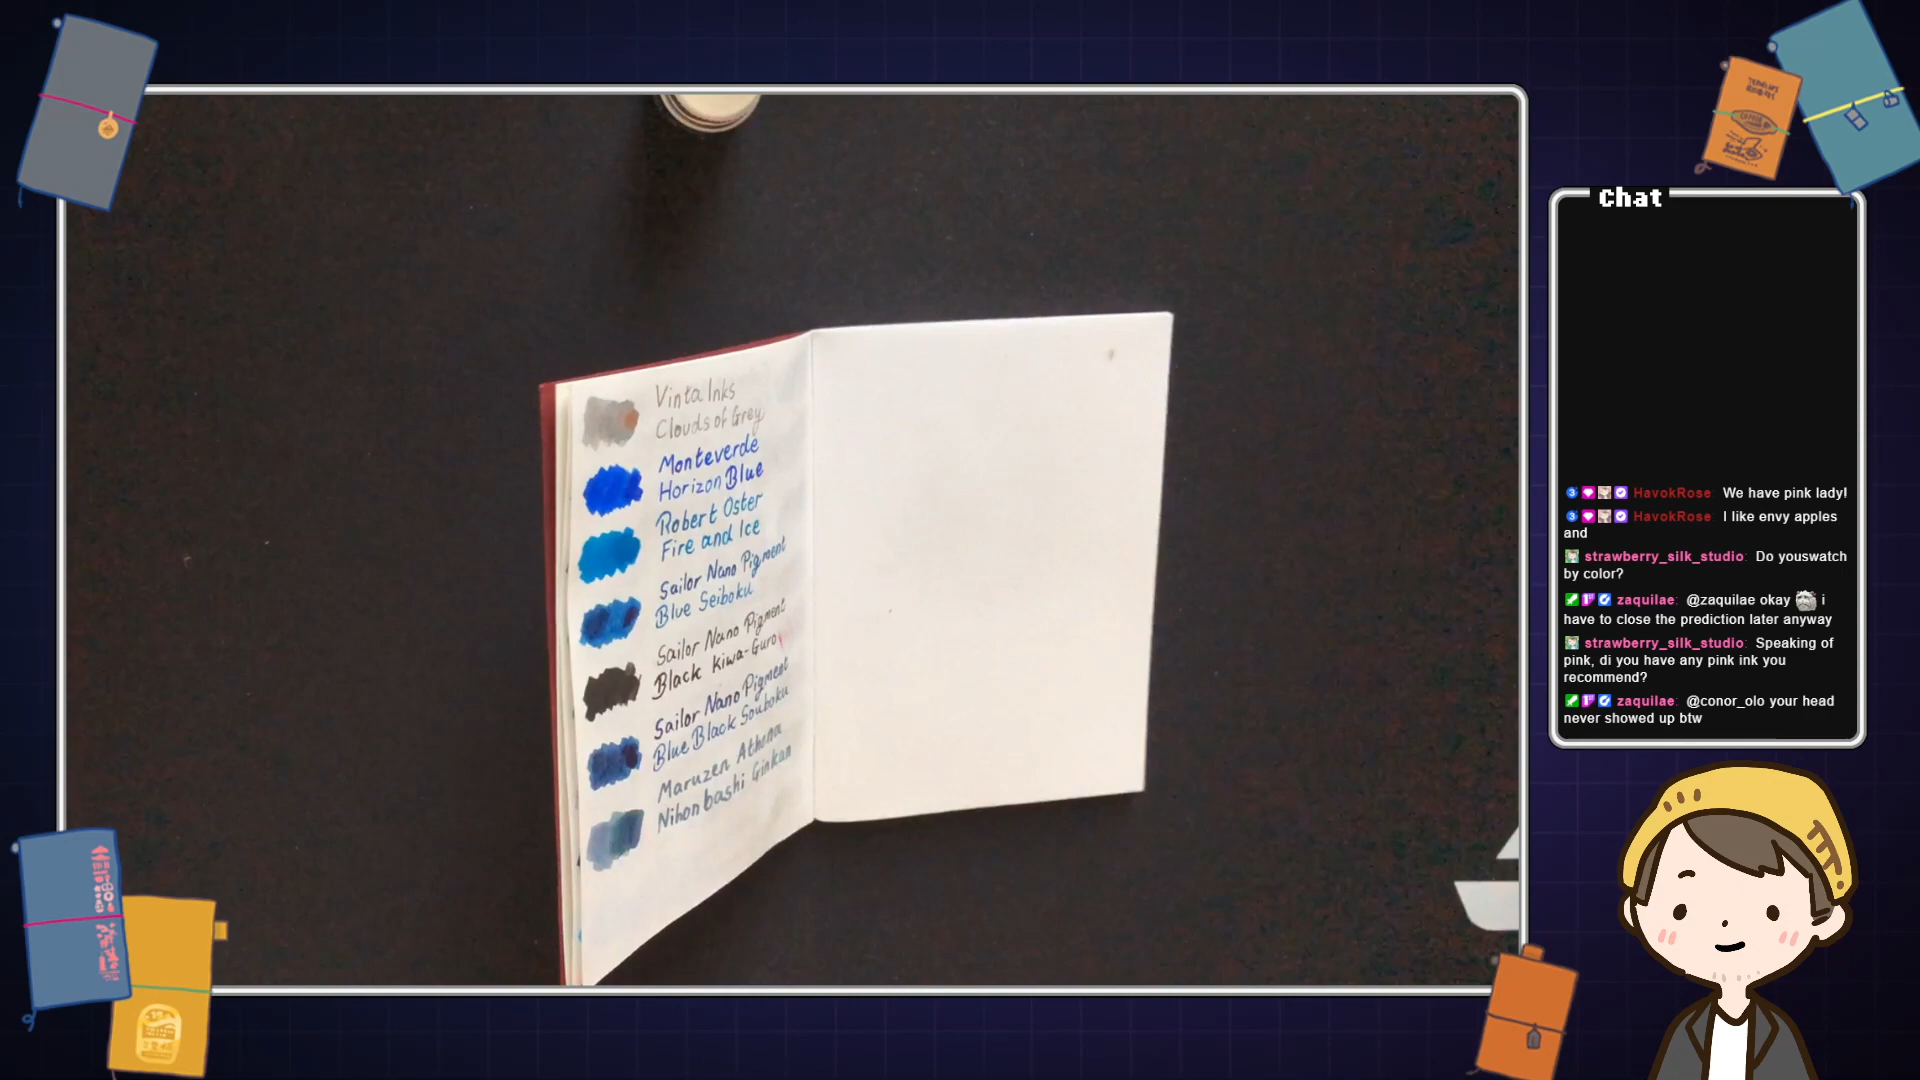 chat
Vinta Inks
Clouds of Grey
Monteverde
Horizon Blue
Robert Oster
Fire and Ice
Sailor Nano Pigment
Blue Seiboku
Sailor Nano Pigment
Black Kiwa-Guro
Sailor Nano Pigment
Blue Black Souboku
Maruzen Athena
Nihonbashi Ginkan
HavokRose: We have pink lady!
HavokRose: I like envy apples
and
strawberry_silk_studio: Do youswatch
by color?
zaquilae: @zaquilae okay i
have to close the prediction later anyway
strawberry_silk_studio: Speaking of
pink, di you have any pink ink you
recommend?
zaquilae: @conor_olo your head
never showed up btw